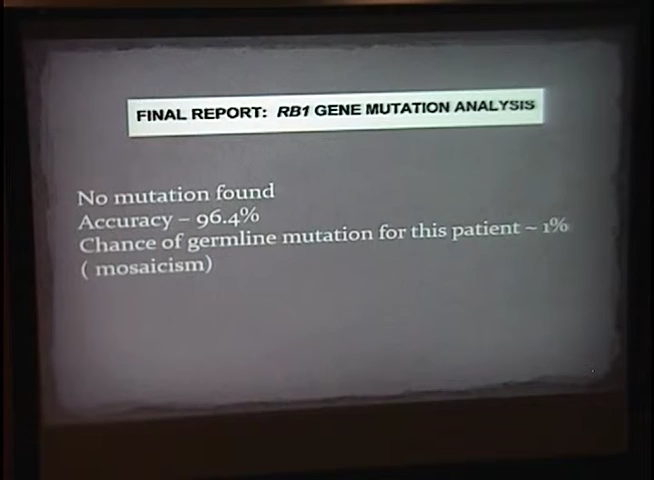 FINAL REPORT: RB1 GENE MUTATION ANALYSIS
No mutation found
Accuracy – 96.4%
Chance of germline mutation for this patient ~ 1%
( mosaicism)